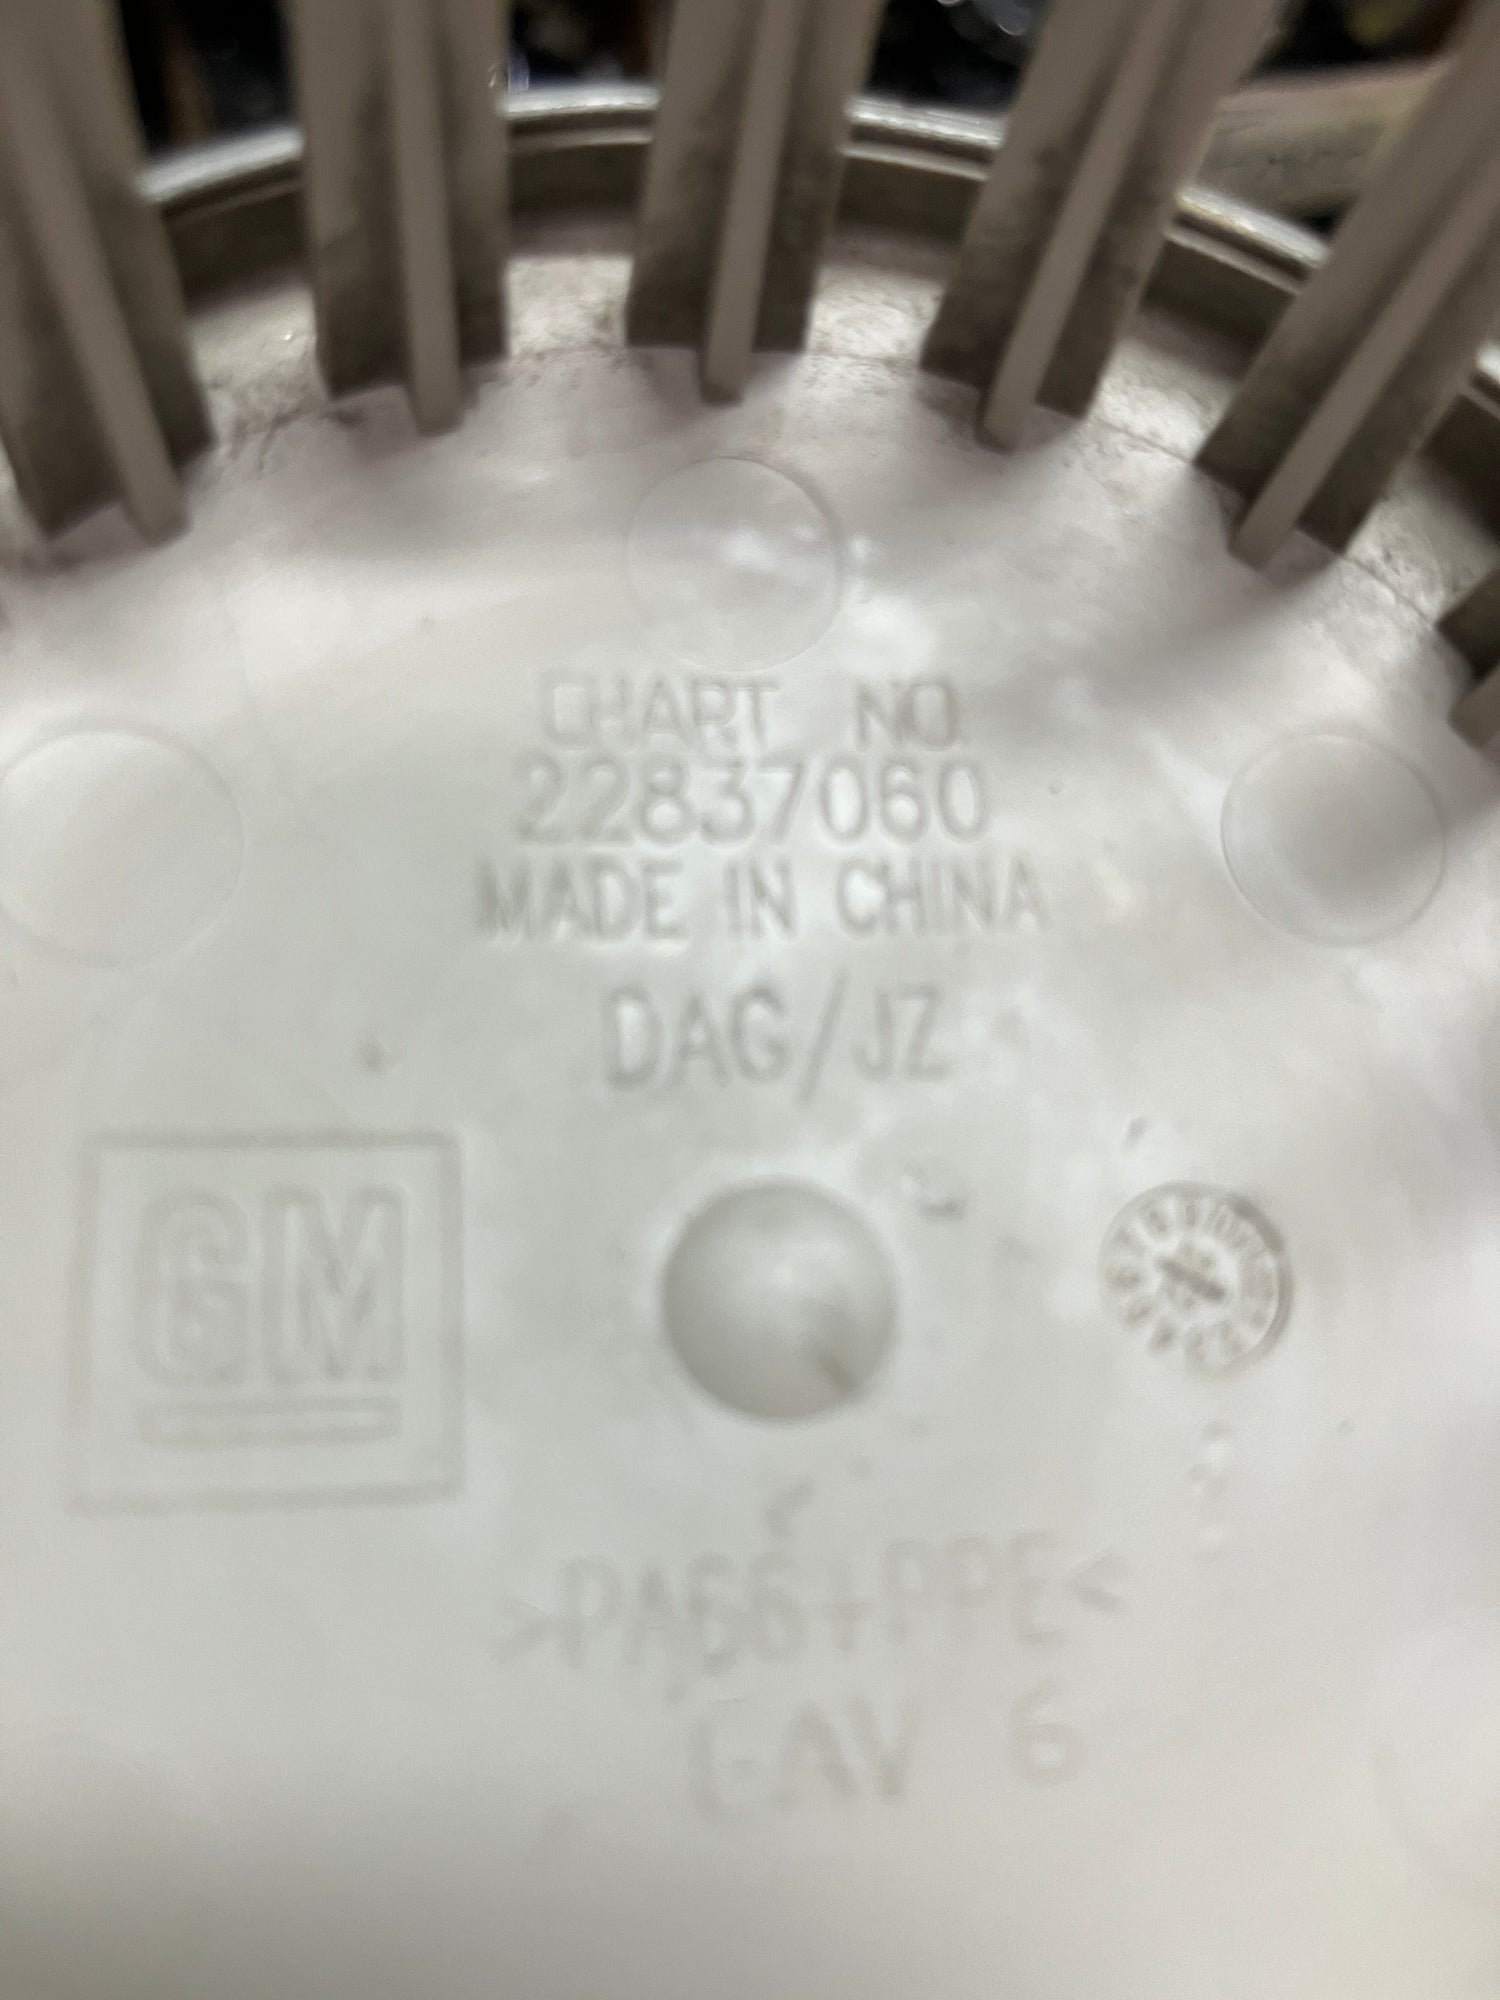 CHART NO.
22837060
MADE IN CHINA
DAG/JZ
GM
>PA66+PPE<
CAV 6